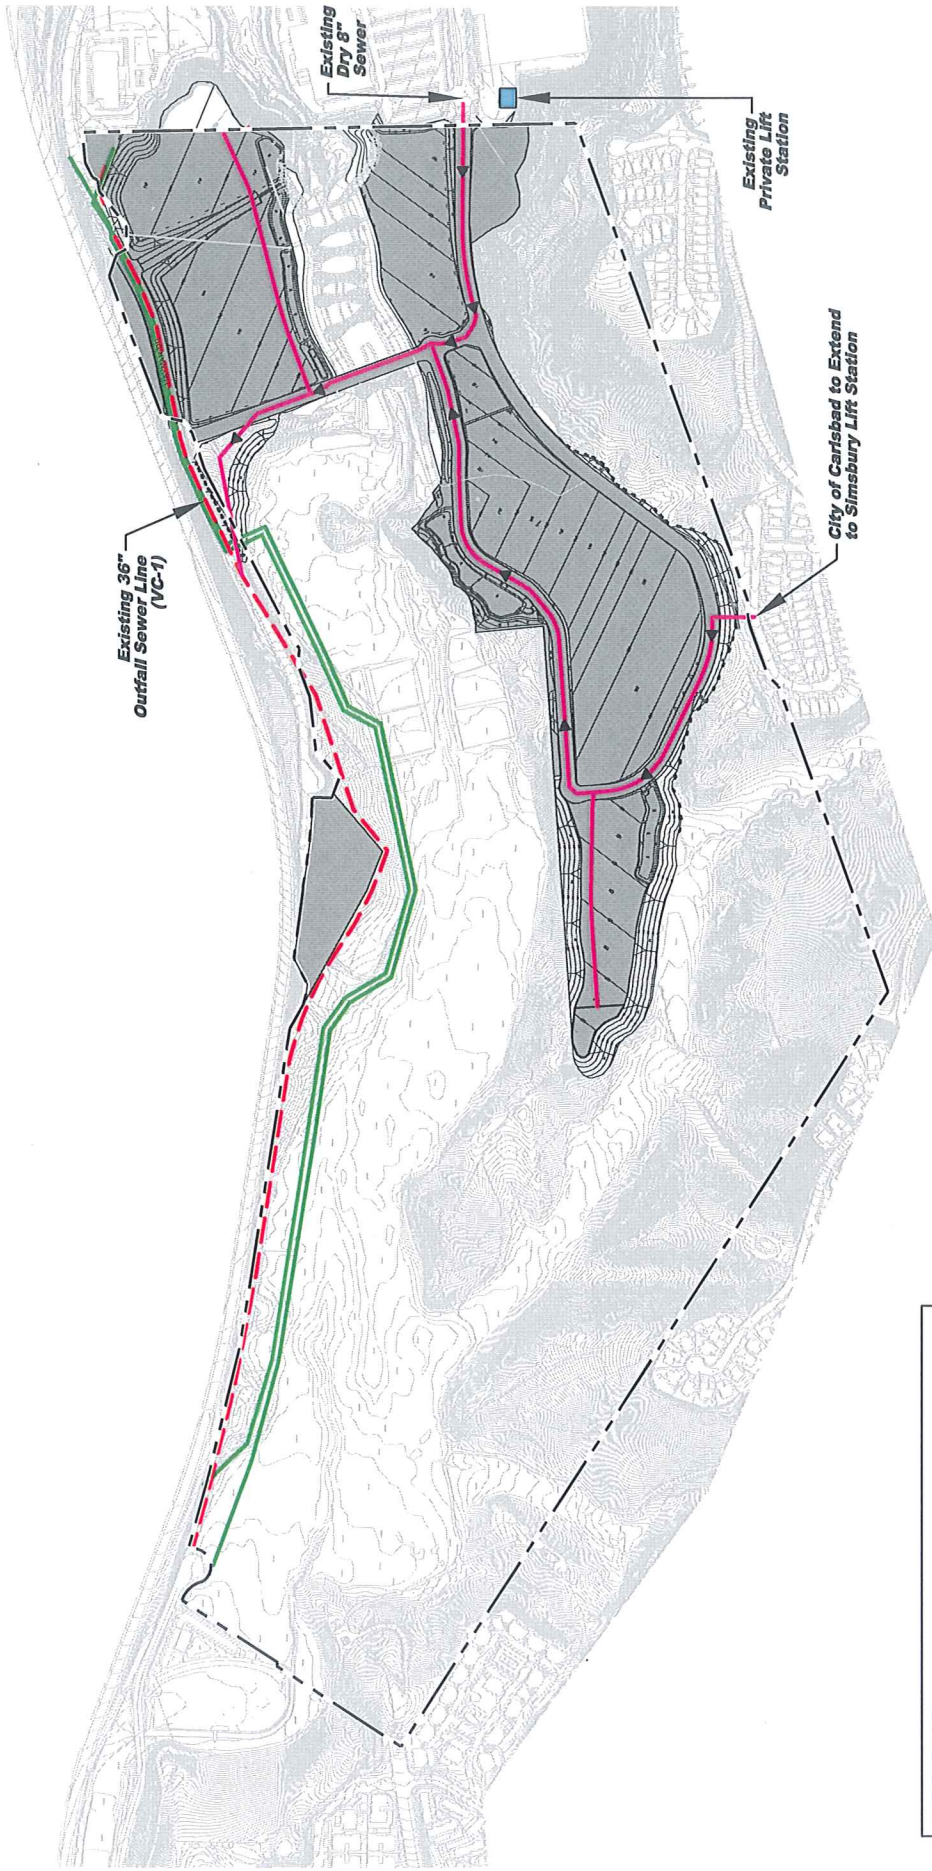 Existing
Dry 8"
Sewer
Existing
Private Lift
Station
Existing 36"
Outfall Sewer Line
(VC-1)
City of Carlsbad to Extend
to Simsbury Lift Station